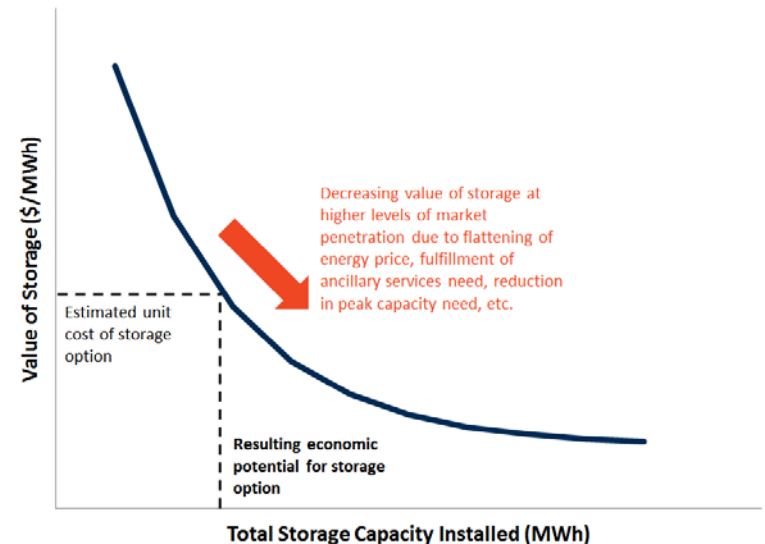 Value of Storage ($/MWh)
Decreasing value of storage at
higher levels of market
penetration due to flattening of
energy price, fulfillment of
ancillary services need, reduction
in peak capacity need, etc.
Estimated unit
cost of storage
option
Resulting economic
potential for storage
option
Total Storage Capacity Installed (MWh)